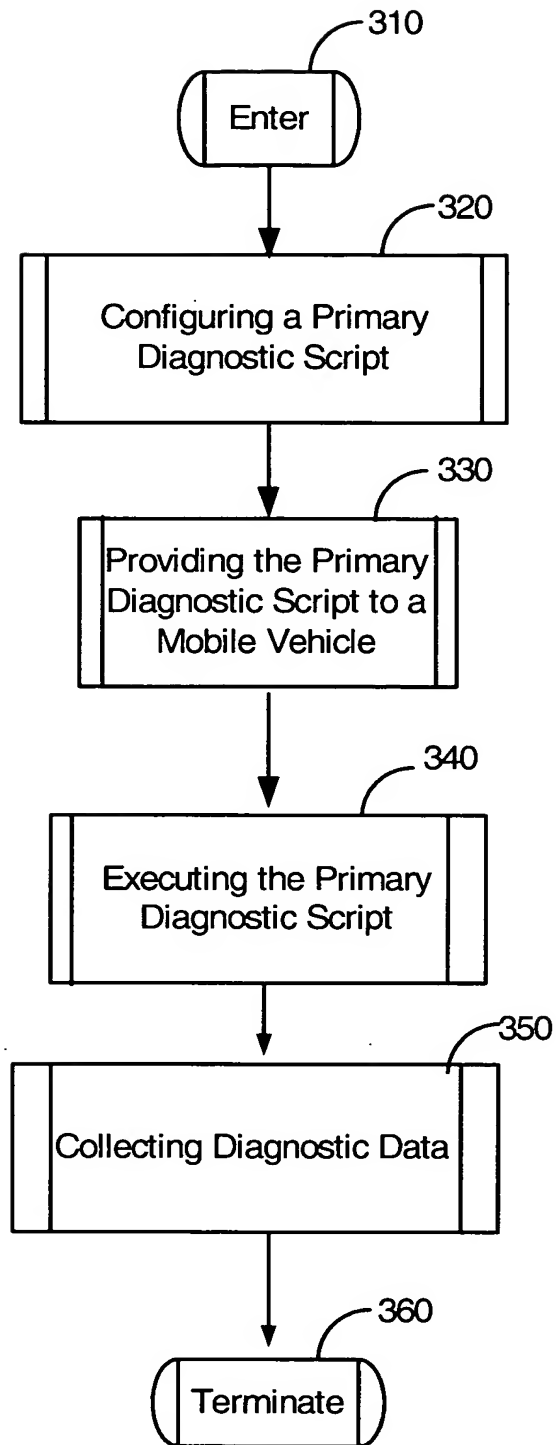 310
Enter
320
Configuring a Primary
Diagnostic Script
330
Providing the Primary
Diagnostic Script to a
Mobile Vehicle
340
Executing the Primary
Diagnostic Script
350
Collecting Diagnostic Data
360
Terminate